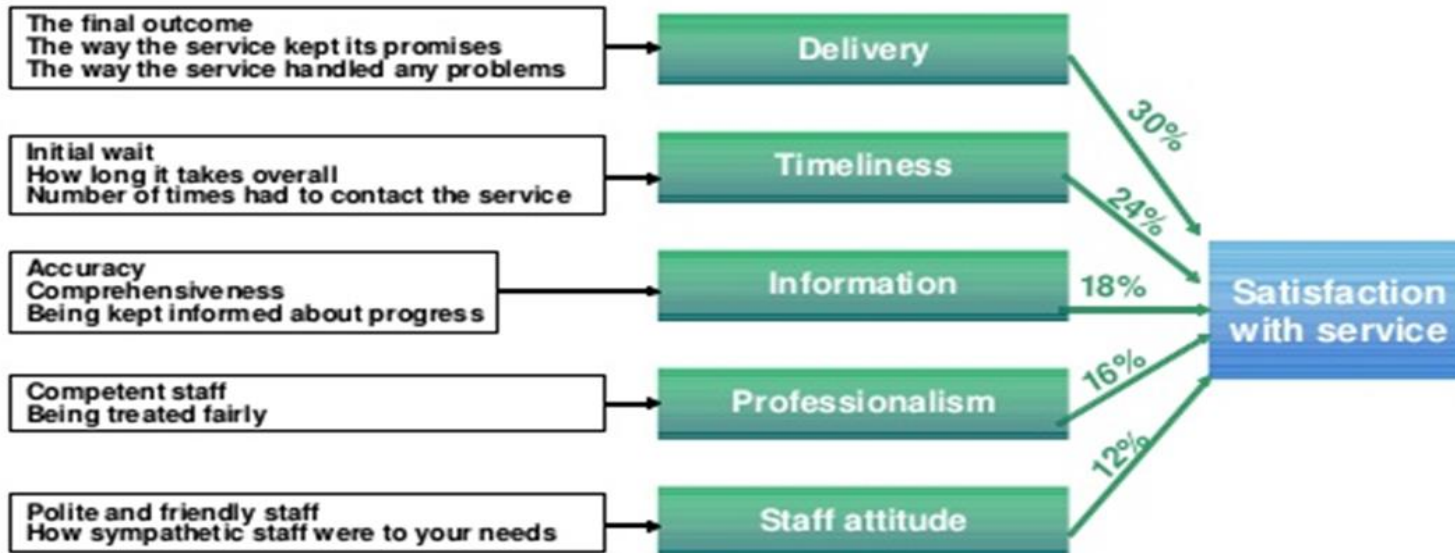 The final outcome
The way the service kept its promises
The way the service handled any problems
Delivery
30%
Initial wait
How long it takes overall
Number of times had to contact the service
Timeliness
24%
Accuracy
Comprehensiveness
Being kept informed about progress
Information
18%
Satisfaction
with service
Competent staff
Being treated fairly
Professionalism
16%
Polite and friendly staff
How sympathetic staff were to your needs
Staff attitude
12%